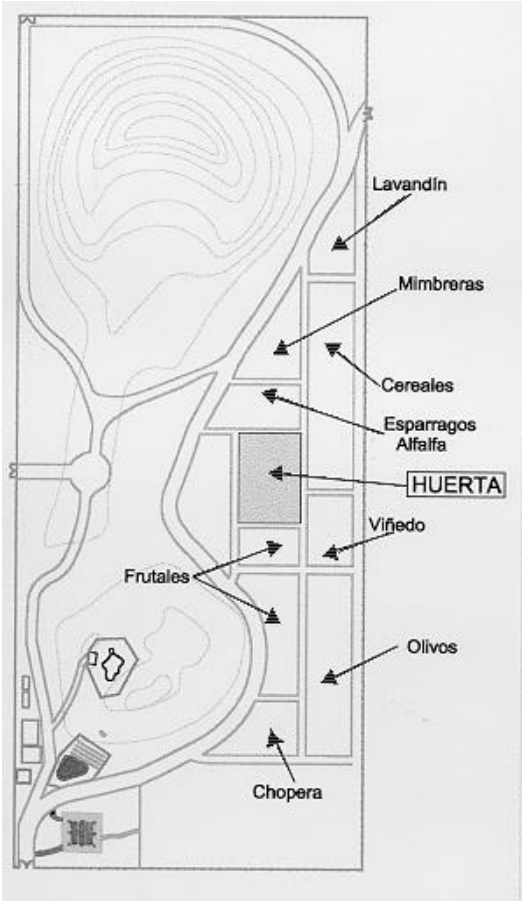 Lavandín
Mimbreras
Cereales
Esparragos
Alfalfa
HUERTA
Viñedo
Frutales
Olivos
Chopera